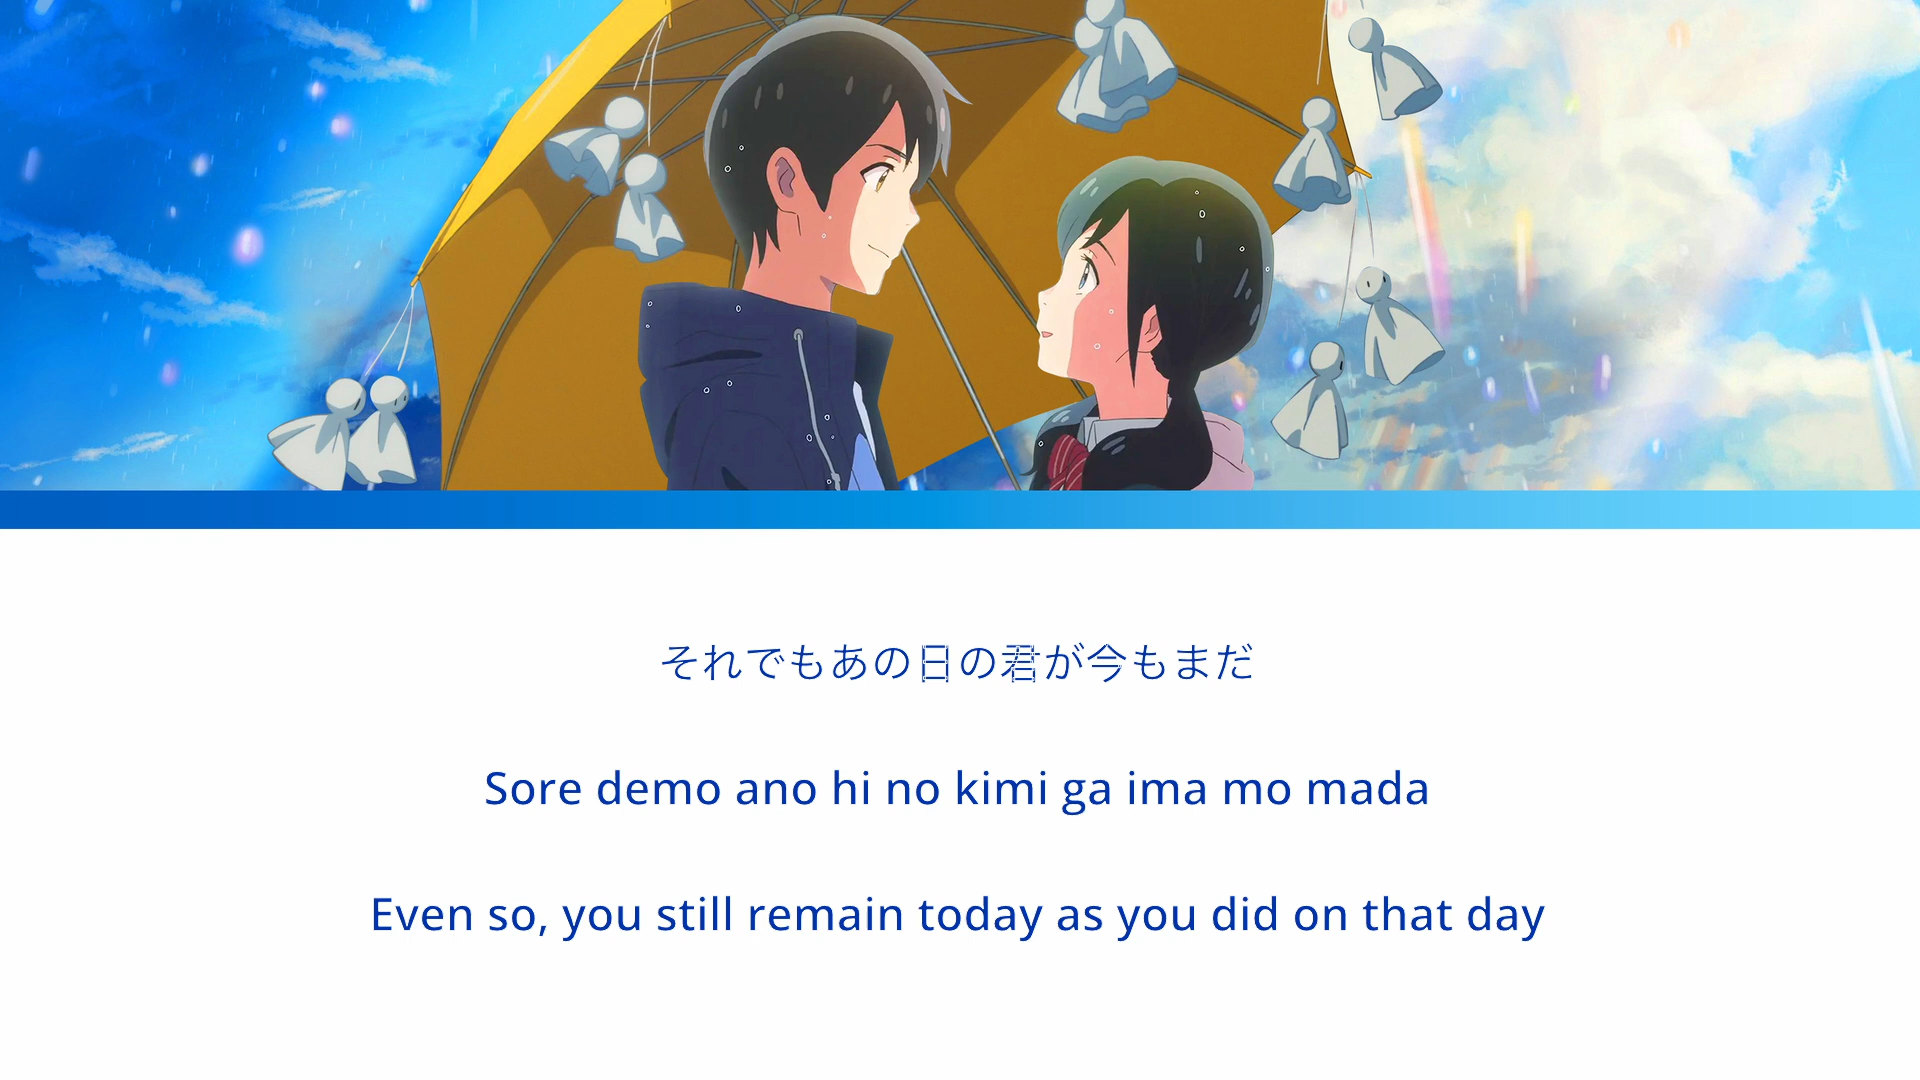 それでもあの日の君が今もまだ
Sore demo ano hi no kimi ga ima mo mada
Even so, you still remain today as you did on that day